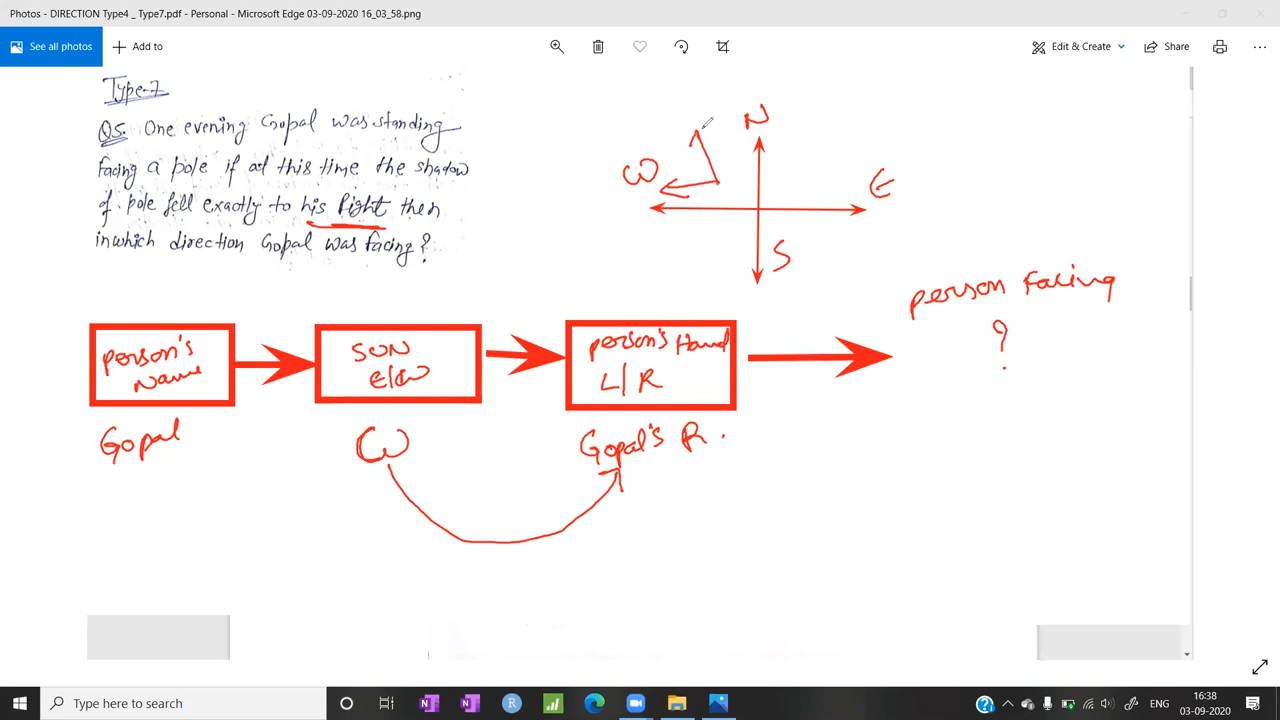 Photos - DIRECTION Type4 _ Type7.pdf - Personal - Microsoft Edge 03-09-2020 16_03_58.png
See all photos
Add to
Edit & Create
Share
Type-7
Q5. One evening Gopal was standing
facing a pole if at this time the shadow
of pole fell exactly to his Right then
in which direction Gopal was facing?
N
W
E
S
person Facing
?
person's
Name
SUN
E/W
person's Hand
L/R
Gopal
W
Gopal's R.
Type here to search
ENG
16:38
03-09-2020